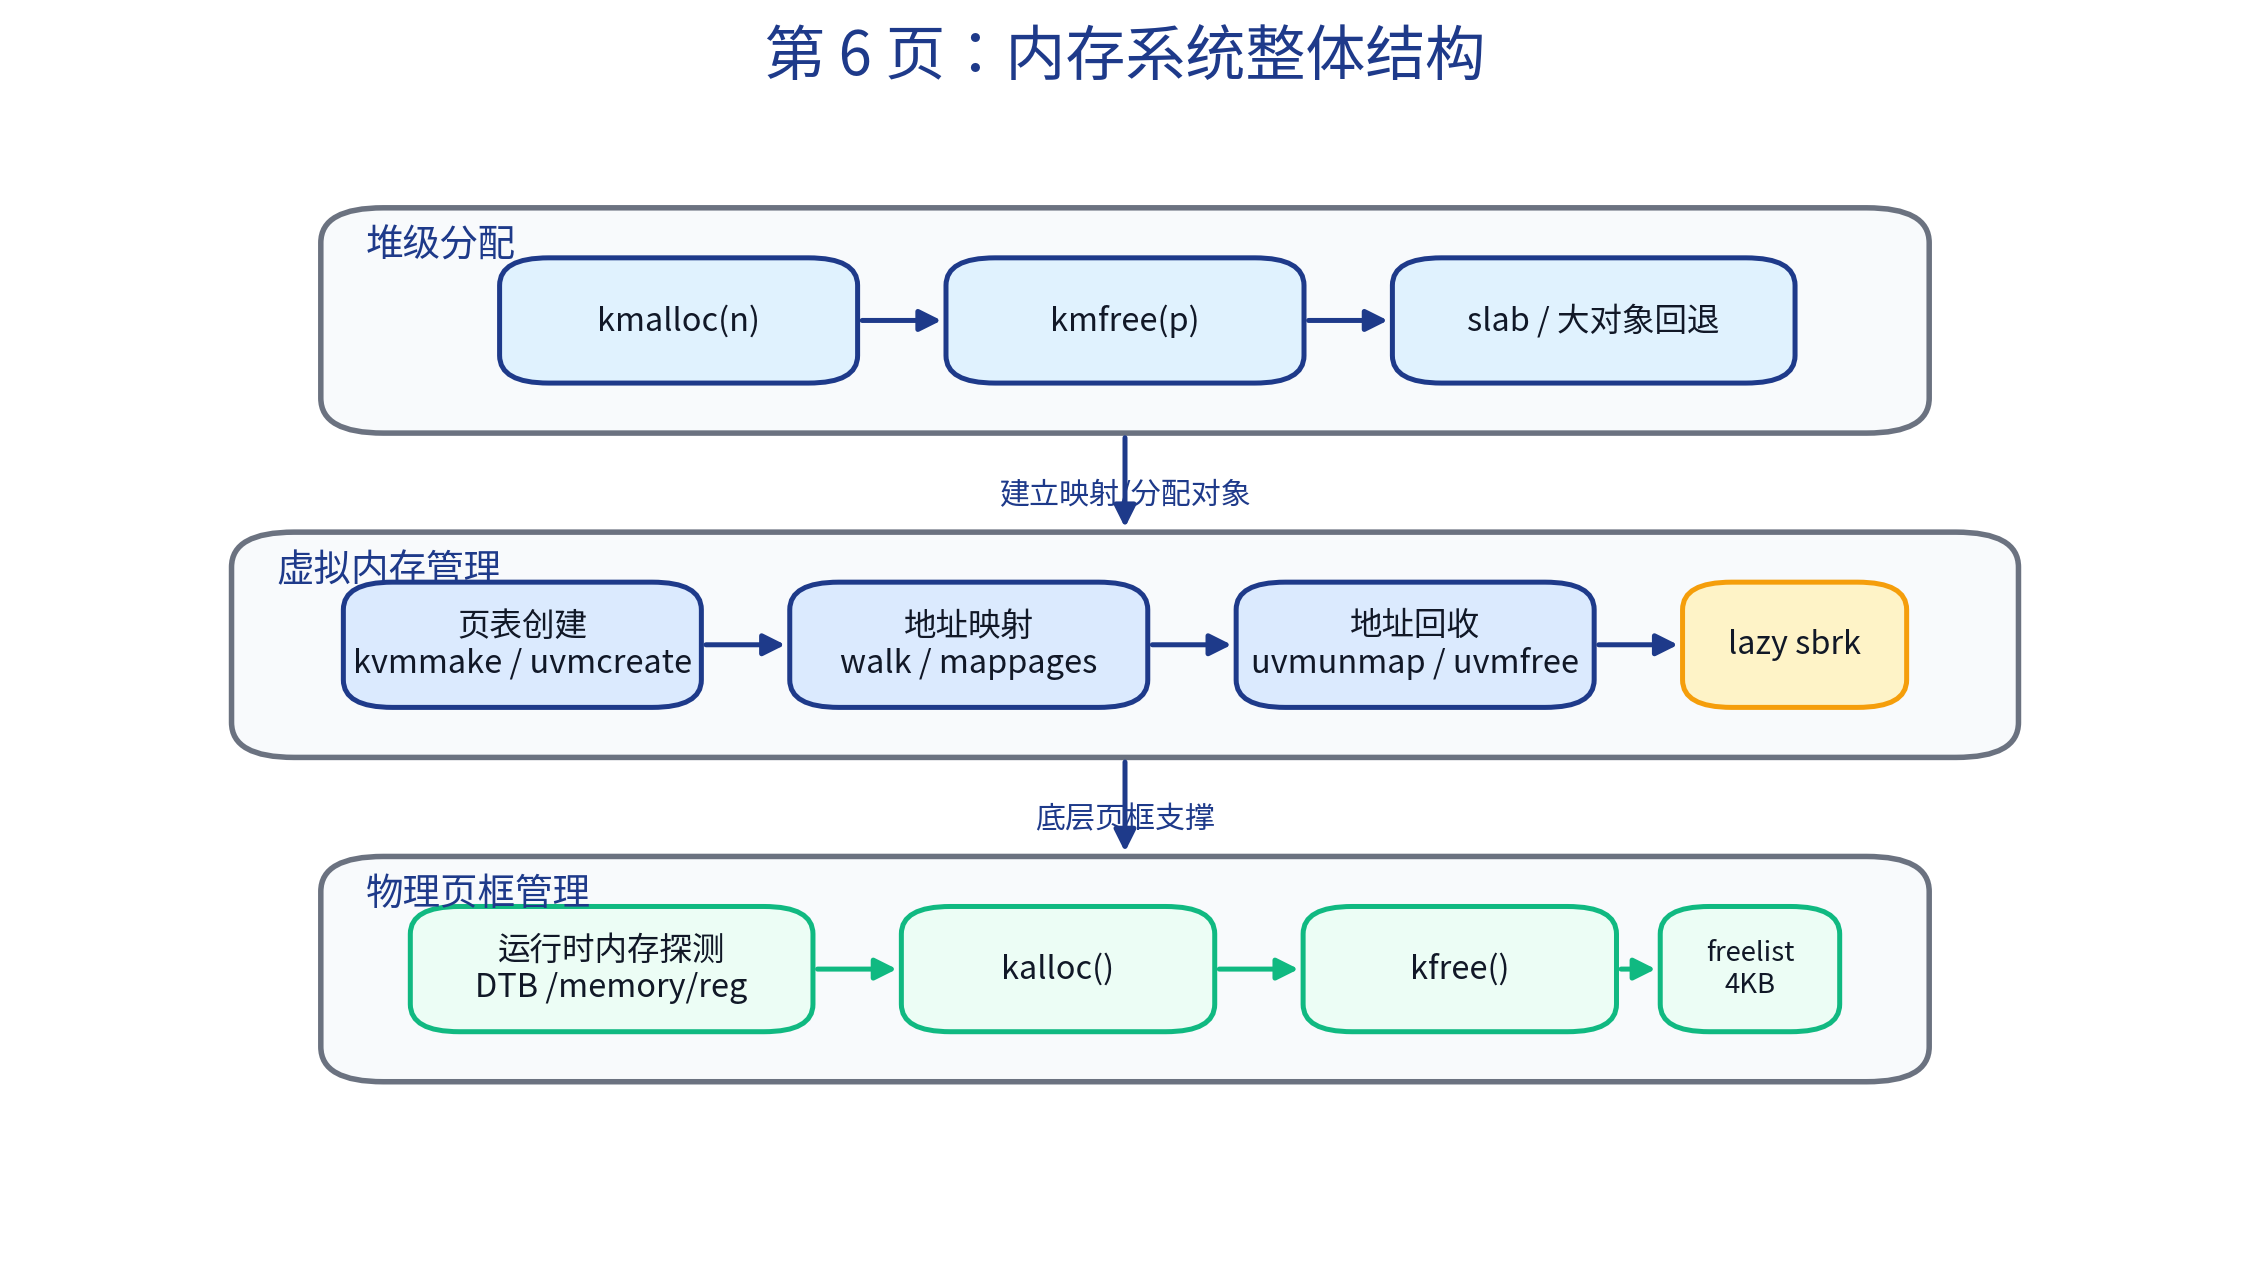 第 6 页：内存系统整体结构
堆级分配
kmalloc(n)
kmfree(p)
slab / 大对象回退
建立映射/分配对象
虚拟内存管理
页表创建
kvmmake / uvmcreate
地址映射
walk / mappages
地址回收
uvmunmap / uvmfree
lazy sbrk
底层页框支撑
物理页框管理
运行时内存探测
DTB /memory/reg
kalloc()
kfree()
freelist
4KB